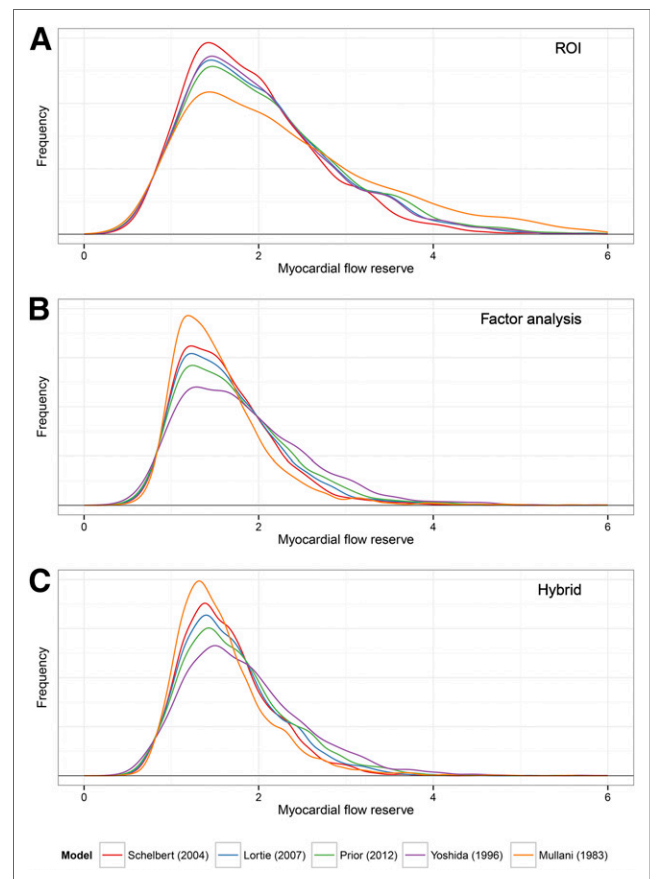 A
ROI
Frequency
0 2 4 6
Myocardial flow reserve
B
Factor analysis
Frequency
0 2 4 6
Myocardial flow reserve
C
Hybrid
Frequency
0 2 4 6
Myocardial flow reserve
Model Schelbert (2004) Lortie (2007) Prior (2012) Yoshida (1996) Mullani (1983)